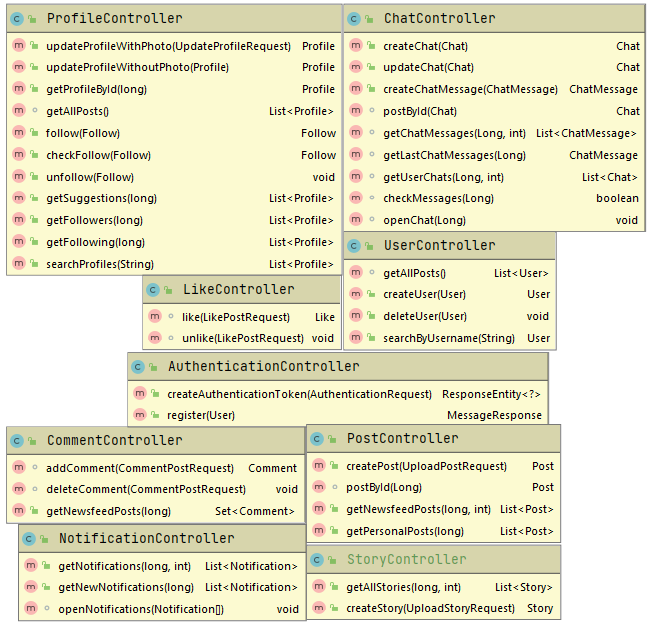 ProfileController
updateProfileWithPhoto(UpdateProfileRequest) Profile
updateProfileWithoutPhoto(Profile) Profile
getProfileById(long) Profile
getAllPosts() List<Profile>
follow(Follow) Follow
checkFollow(Follow) Follow
unfollow(Follow) void
getSuggestions(long) List<Profile>
getFollowers(long) List<Profile>
getFollowing(long) List<Profile>
searchProfiles(String) List<Profile>
ChatController
createChat(Chat) Chat
updateChat(Chat) Chat
createChatMessage(ChatMessage) ChatMessage
postById(Chat) Chat
getChatMessages(Long, int) List<ChatMessage>
getLastChatMessages(Long) ChatMessage
getUserChats(Long, int) List<Chat>
checkMessages(Long) boolean
openChat(Long) void
UserController
getAllPosts() List<User>
createUser(User) User
deleteUser(User) void
searchByUsername(String) User
LikeController
like(LikePostRequest) Like
unlike(LikePostRequest) void
AuthenticationController
createAuthenticationToken(AuthenticationRequest) ResponseEntity<?>
register(User) MessageResponse
CommentController
addComment(CommentPostRequest) Comment
deleteComment(CommentPostRequest) void
getNewsfeedPosts(long) Set<Comment>
PostController
createPost(UploadPostRequest) Post
postById(Long) Post
getNewsfeedPosts(long, int) List<Post>
getPersonalPosts(long) List<Post>
NotificationController
getNotifications(long, int) List<Notification>
getNewNotifications(long) List<Notification>
openNotifications(Notification[]) void
StoryController
getAllStories(long, int) List<Story>
createStory(UploadStoryRequest) Story